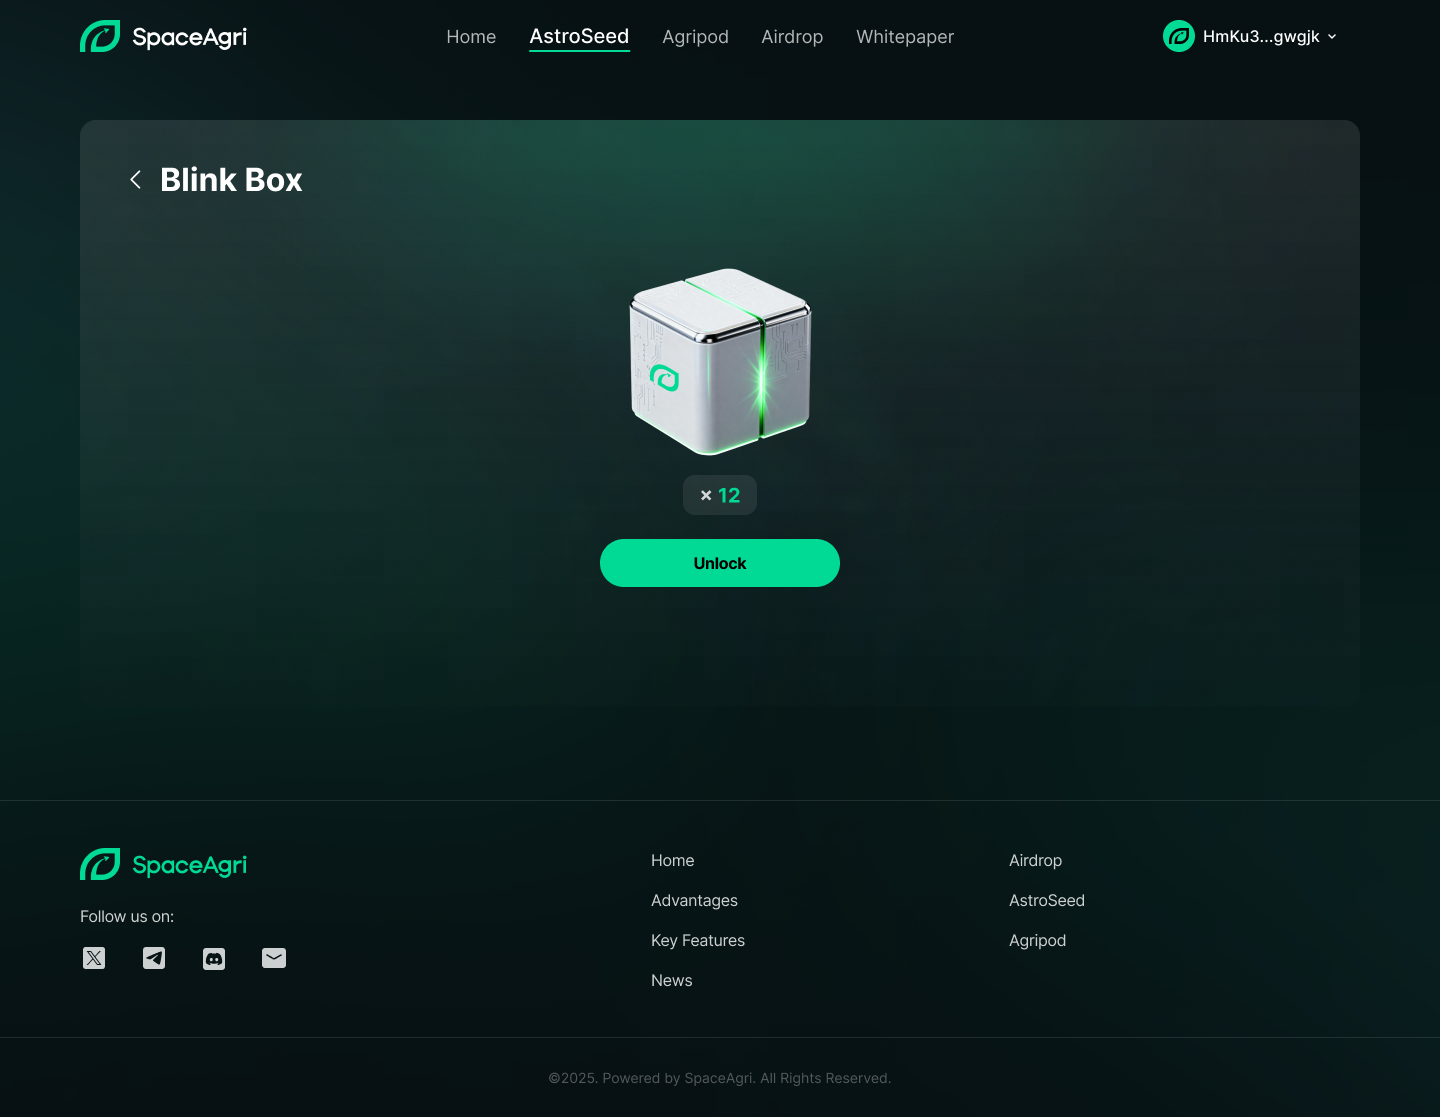 SpaceAgri
Home AstroSeed Agripod Airdrop Whitepaper
HmKu3...gwgjk
Blink Box
× 12
Unlock
SpaceAgri
Follow us on:
Home
Advantages
Key Features
News
Airdrop
AstroSeed
Agripod
©2025. Powered by SpaceAgri. All Rights Reserved.